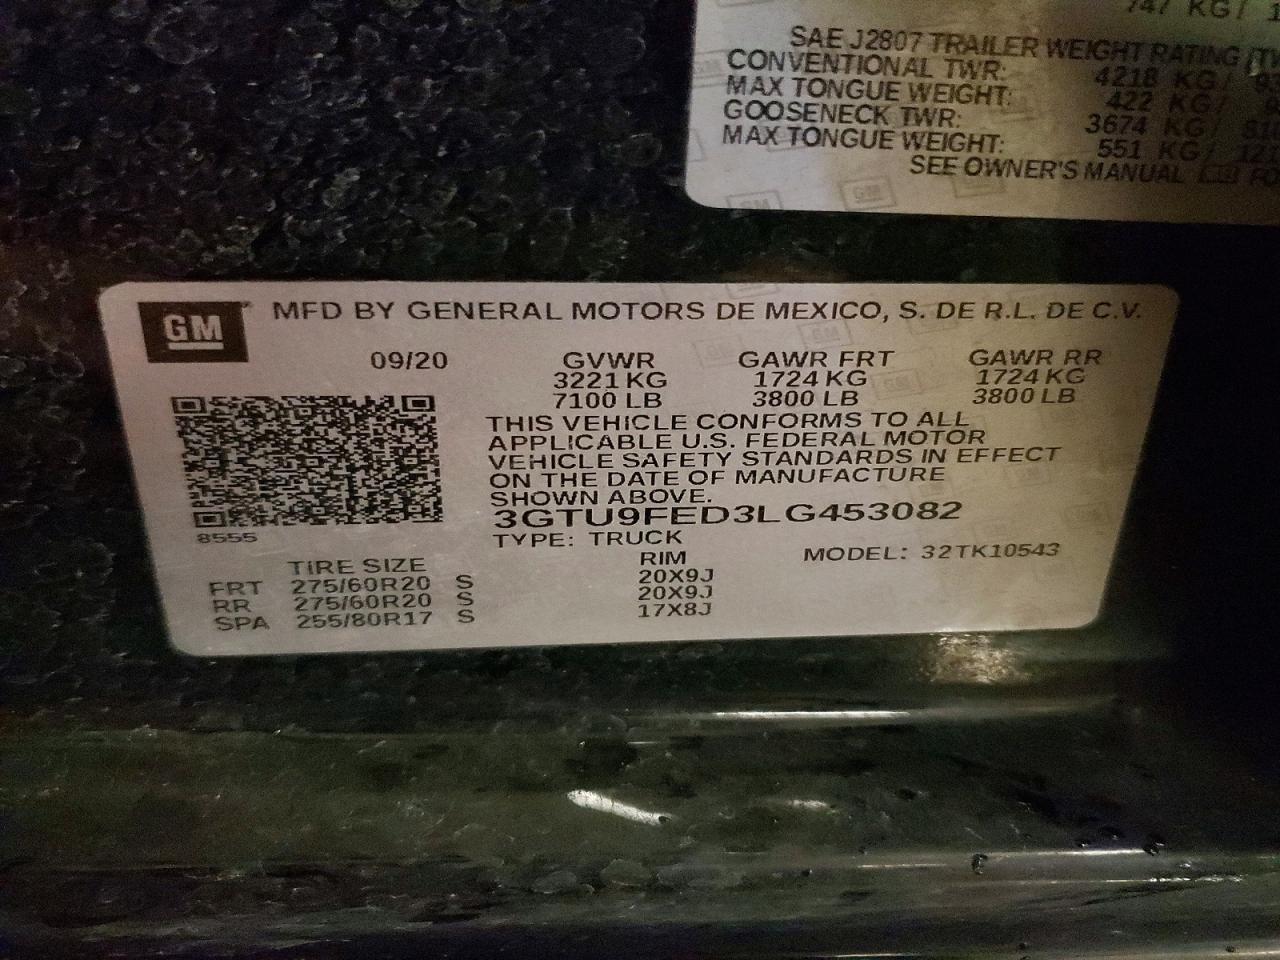 747 KG /
SAE J2807 TRAILER WEIGHT RATING
CONVENTIONAL TWR: 4218 KG /
MAX TONGUE WEIGHT: 422 KG /
GOOSENECK TWR: 3674 KG /
MAX TONGUE WEIGHT: 551 KG /
SEE OWNER'S MANUAL
GM
MFD BY GENERAL MOTORS DE MEXICO, S. DE R.L. DE C.V.
09/20 GVWR GAWR FRT GAWR RR
3221 KG 1724 KG 1724 KG
7100 LB 3800 LB 3800 LB
THIS VEHICLE CONFORMS TO ALL
APPLICABLE U.S. FEDERAL MOTOR
VEHICLE SAFETY STANDARDS IN EFFECT
ON THE DATE OF MANUFACTURE
SHOWN ABOVE.
3GTU9FED3LG453082
8555
TYPE: TRUCK MODEL: 32TK10543
TIRE SIZE RIM
FRT 275/60R20 S 20X9J
RR 275/60R20 S 20X9J
SPA 255/80R17 S 17X8J